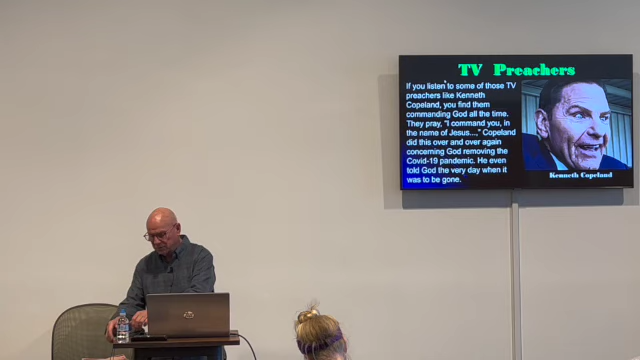 TV Preachers
If you listen to some of those TV
preachers like Kenneth
Copeland, you find them
commanding God all the time.
They pray, "I command you, in
the name of Jesus...," Copeland
did this over and over again
concerning God removing the
Covid-19 pandemic. He even
told God the very day when it
was to be gone.
Kenneth Copeland
hp